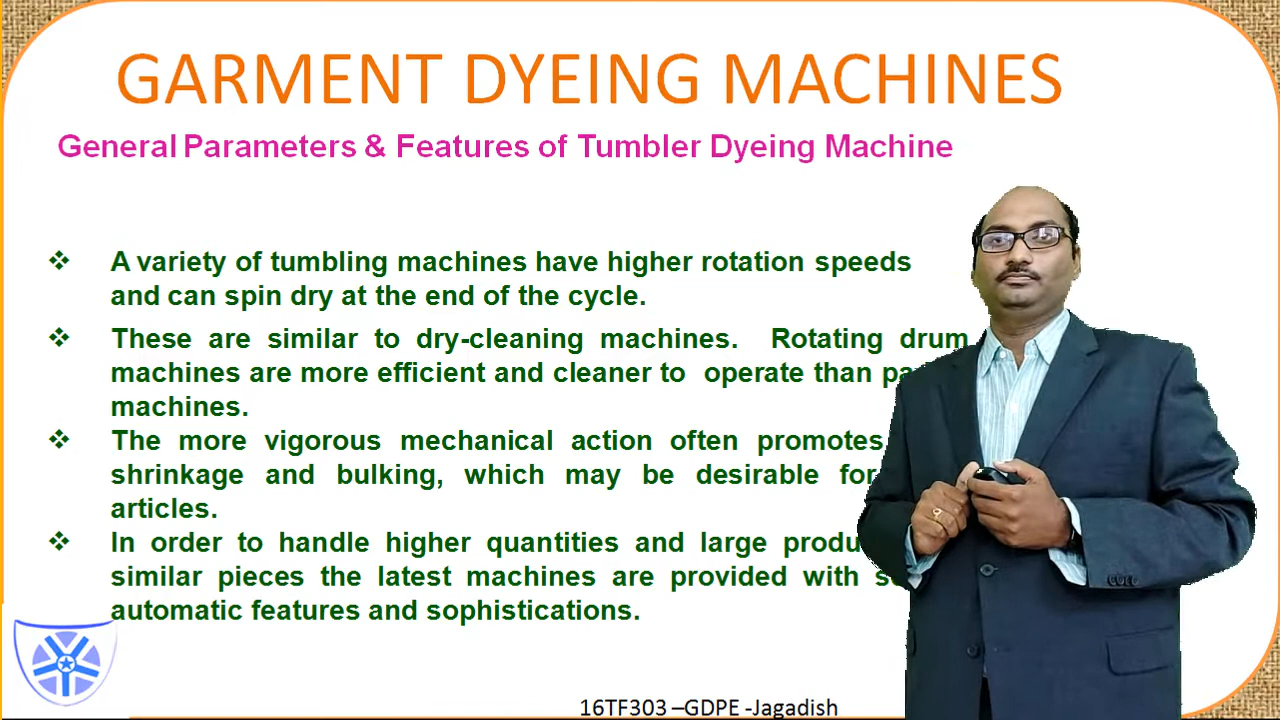 GARMENT DYEING MACHINES
General Parameters & Features of Tumbler Dyeing Machine
❖ A variety of tumbling machines have higher rotation speeds
and can spin dry at the end of the cycle.
❖ These are similar to dry-cleaning machines. Rotating drum
machines are more efficient and cleaner to operate than
machines.
❖ The more vigorous mechanical action often promotes
shrinkage and bulking, which may be desirable for
articles.
❖ In order to handle higher quantities and large
similar pieces the latest machines are provided with
automatic features and sophistications.
16TF303 –GDPE -Jagadish